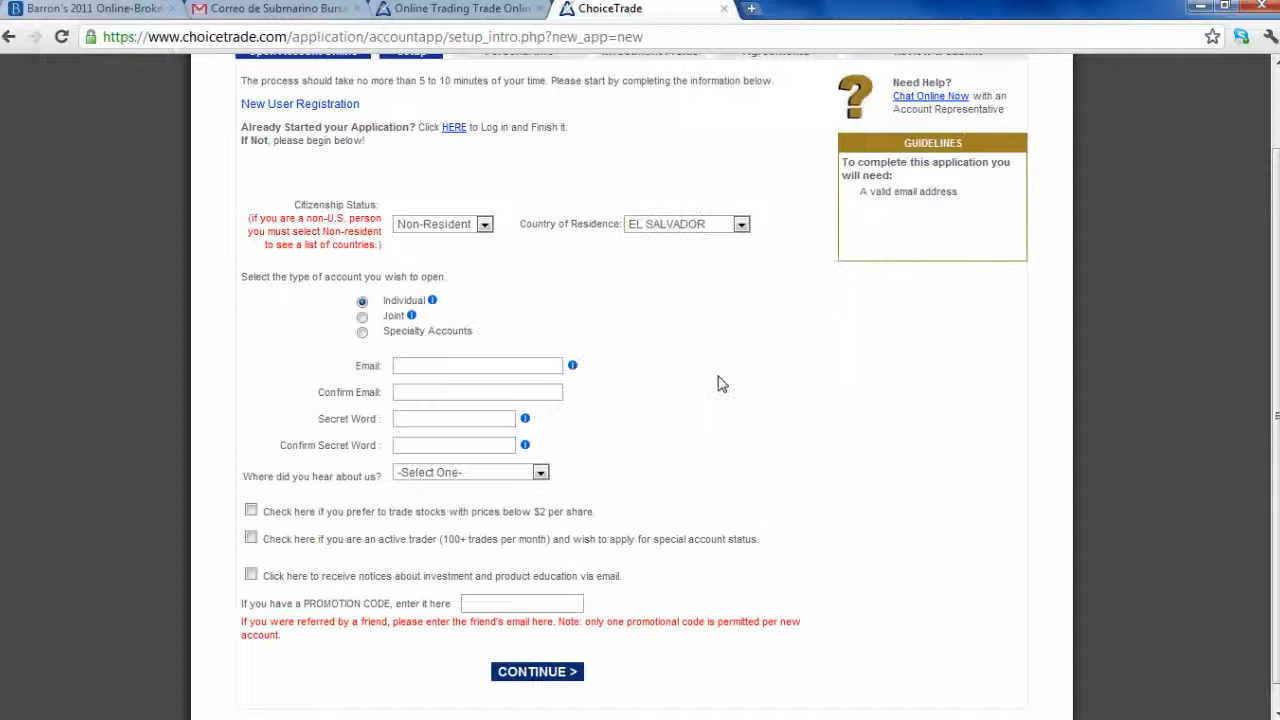 Barron's 2011 Online-Broke
Correo de Submarino Bursa
Online Trading Trade Onlin
ChoiceTrade
https://www.choicetrade.com/application/accountapp/setup_intro.php?new_app=new
The process should take no more than 5 to 10 minutes of your time. Please start by completing the information below.
New User Registration
Already Started your Application? Click HERE to Log in and Finish it.
If Not, please begin below!
Need Help?
Chat Online Now with an
Account Representative
GUIDELINES
To complete this application you
will need:
A valid email address
Citizenship Status:
(if you are a non-U.S. person
you must select Non-resident
to see a list of countries.)
Non-Resident
Country of Residence: EL SALVADOR
Select the type of account you wish to open.
Individual
Joint
Specialty Accounts
Email:
Confirm Email:
Secret Word :
Confirm Secret Word :
Where did you hear about us? -Select One-
Check here if you prefer to trade stocks with prices below $2 per share.
Check here if you are an active trader (100+ trades per month) and wish to apply for special account status.
Click here to receive notices about investment and product education via email.
If you have a PROMOTION CODE, enter it here
If you were referred by a friend, please enter the friend's email here. Note: only one promotional code is permitted per new
account.
CONTINUE >